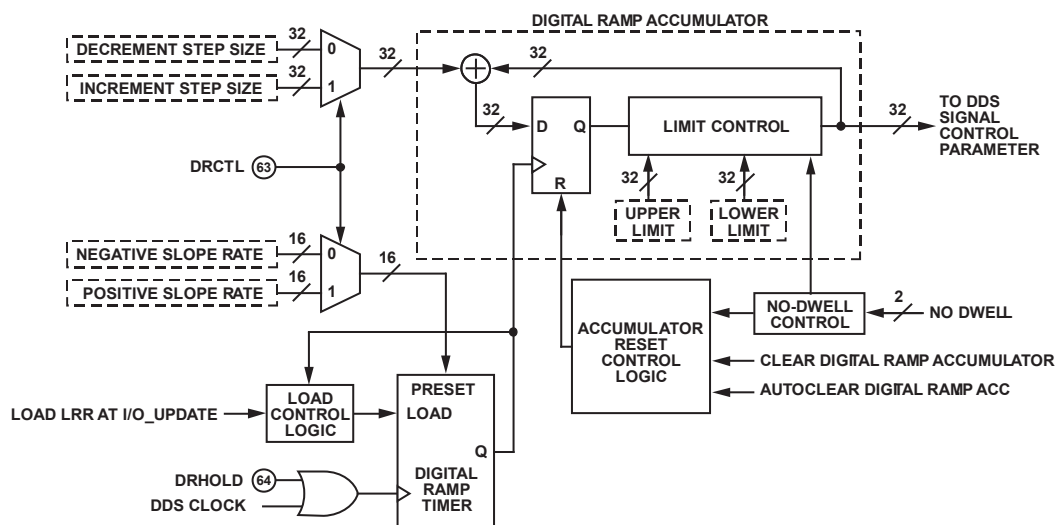 DIGITAL RAMP ACCUMULATOR
32
DECREMENT STEP SIZE
0
32
32
32
INCREMENT STEP SIZE
1
32
D
Q
LIMIT CONTROL
32
TO DDS
SIGNAL
CONTROL
PARAMETER
DRCTL
63
R
32
32
UPPER
LIMIT
LOWER
LIMIT
16
NEGATIVE SLOPE RATE
0
16
16
POSITIVE SLOPE RATE
1
ACCUMULATOR
RESET
CONTROL
LOGIC
NO-DWELL
CONTROL
2
NO DWELL
CLEAR DIGITAL RAMP ACCUMULATOR
AUTOCLEAR DIGITAL RAMP ACC
LOAD LRR AT I/O_UPDATE
LOAD
CONTROL
LOGIC
PRESET
LOAD
Q
DIGITAL
RAMP
TIMER
DRHOLD
64
DDS CLOCK